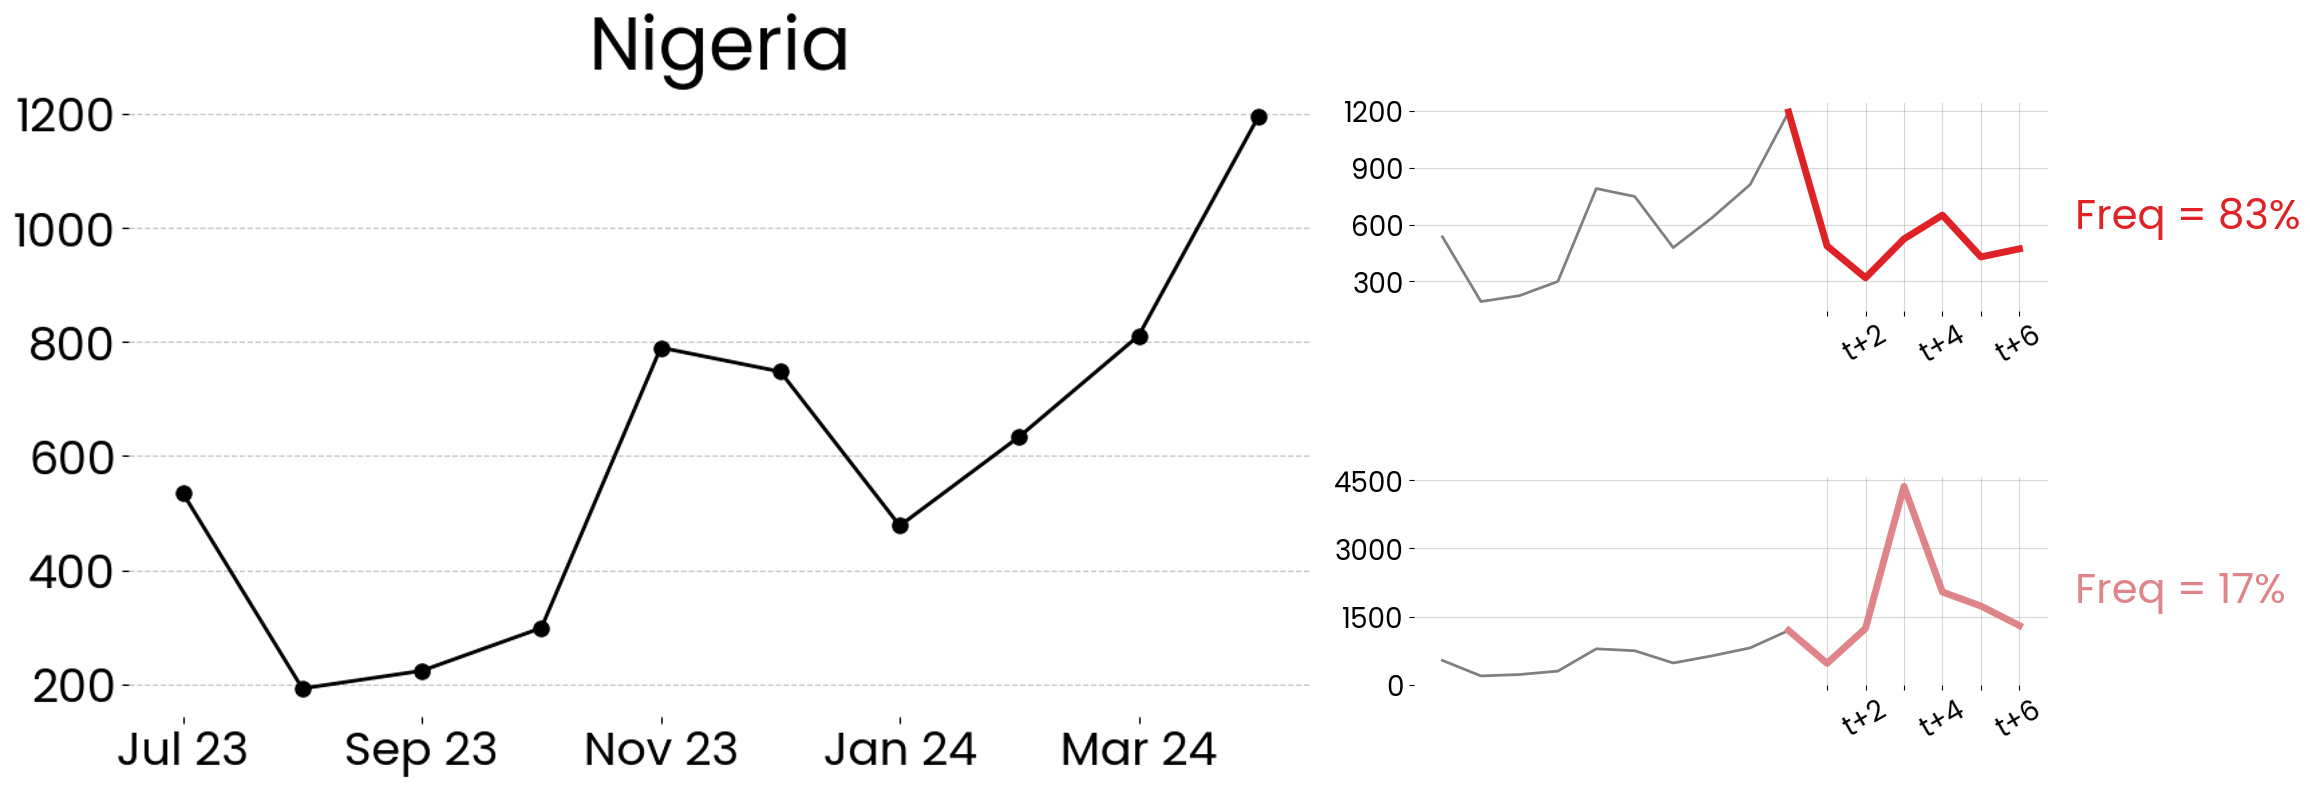 Nigeria
1200
1000
800
600
400
200
Jul 23 Sep 23 Nov 23 Jan 24 Mar 24
1200
900
600
300
t+2 t+4 t+6
Freq = 83%
4500
3000
1500
0
t+2 t+4 t+6
Freq = 17%